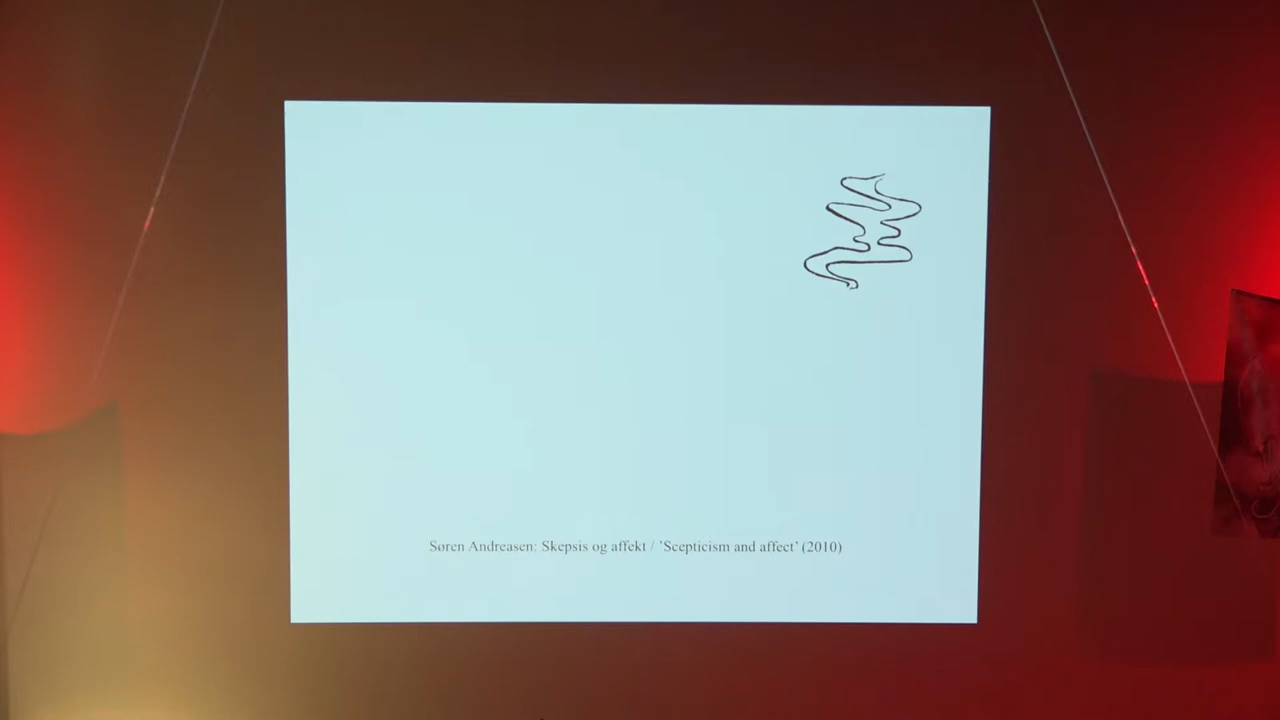 Søren Andreasen: Skepsis og affekt / 'Scepticism and affect' (2010)